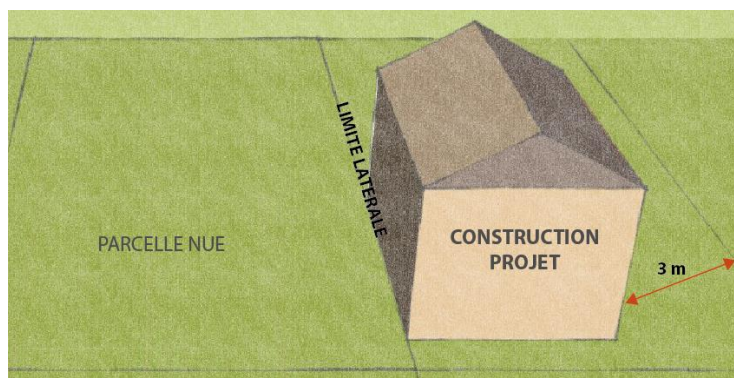 LIMITE LATERALE
PARCELLE NUE
CONSTRUCTION
PROJET
3 m